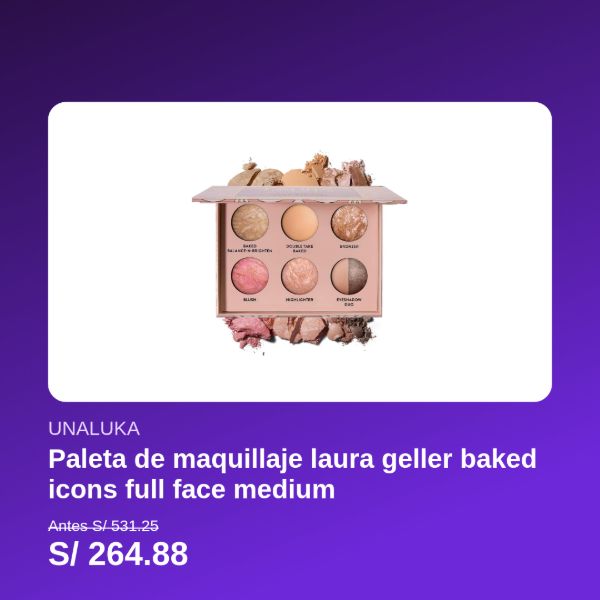 BAKED
BALANCE-N-BRIGHTEN
DOUBLE TAKE
BAKED
BRONZER
BLUSH
HIGHLIGHTER
EYESHADOW
DUO
UNALUKA
Paleta de maquillaje laura geller baked
icons full face medium
Antes S/ 531.25
S/ 264.88